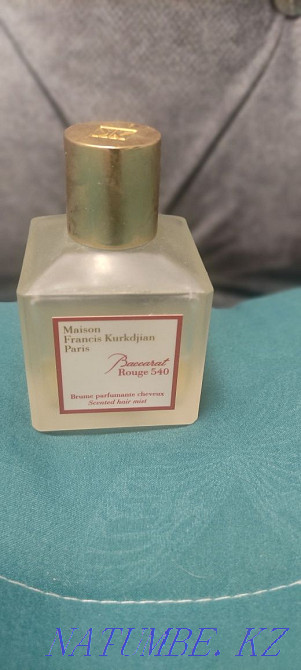 Maison
Francis Kurkdjian
Paris
Baccarat
Rouge 540
Brume parfumante cheveux
Scented hair mist
NATUMBE. KZ